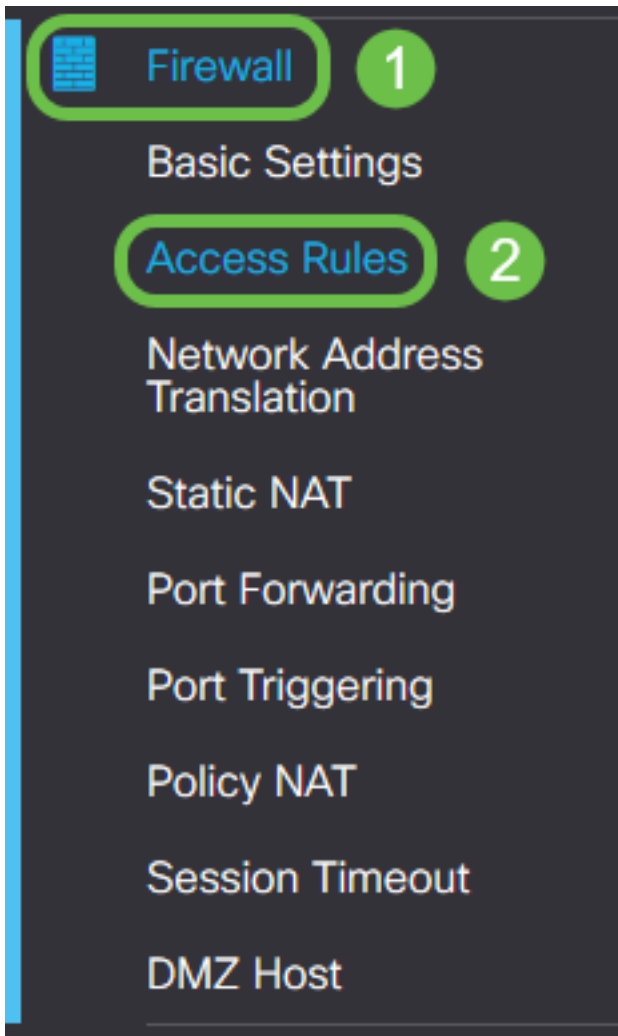 Firewall 1
Basic Settings
Access Rules 2
Network Address
Translation
Static NAT
Port Forwarding
Port Triggering
Policy NAT
Session Timeout
DMZ Host